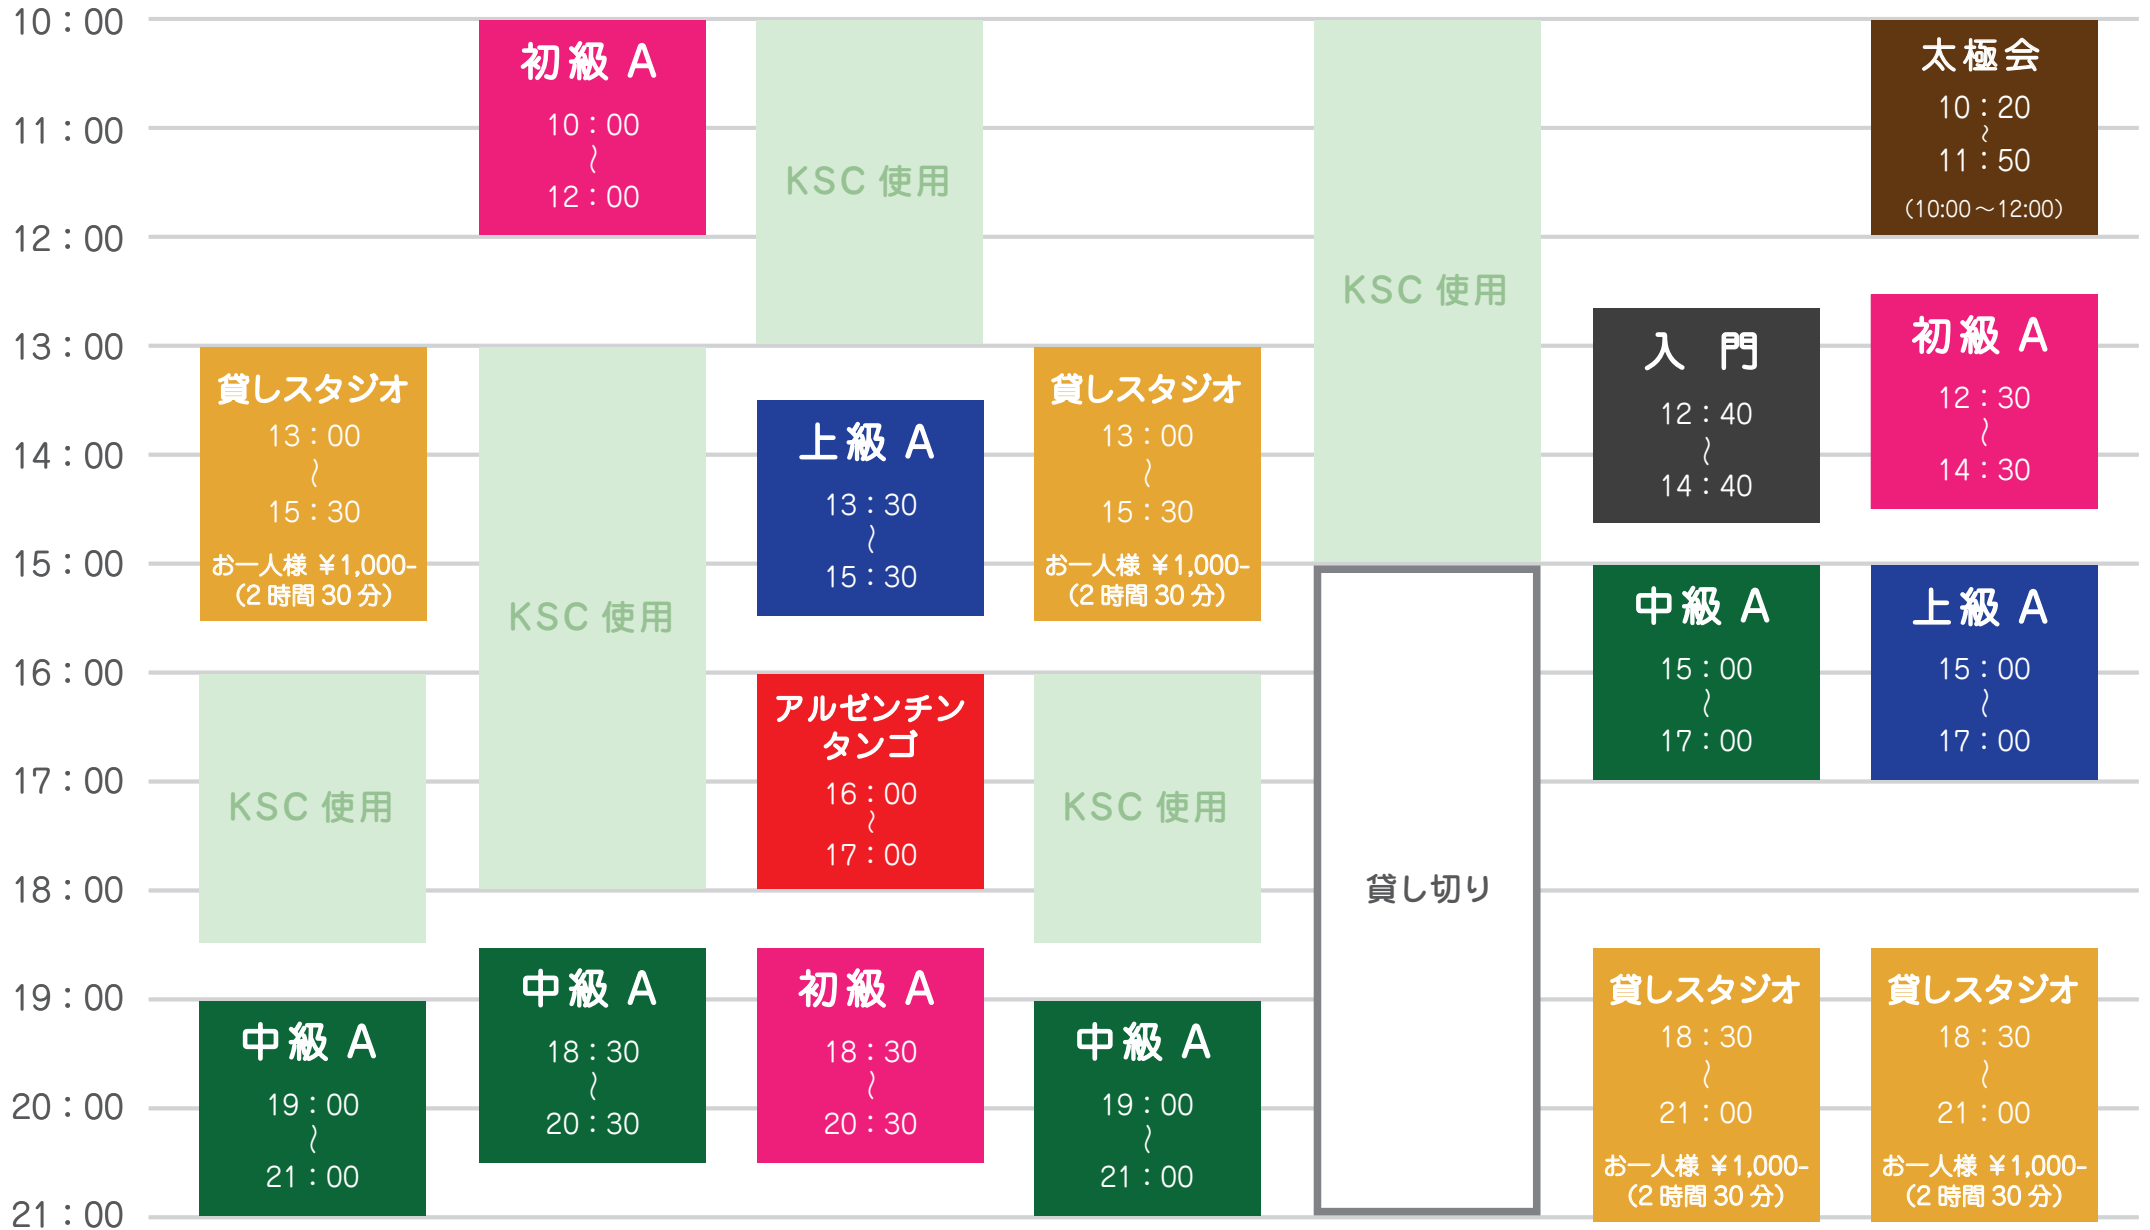 10：00
11：00
12：00
13：00
14：00
15：00
16：00
17：00
18：00
19：00
20：00
21：00
貸しスタジオ
13：00
～
15：30
お一人様 ¥1,000-
（2 時間 30 分）
KSC 使用
中級 A
19：00
～
21：00
初級 A
10：00
～
12：00
KSC 使用
中級 A
18：30
～
20：30
KSC 使用
上級 A
13：30
～
15：30
アルゼンチン
タンゴ
16：00
～
17：00
初級 A
18：30
～
20：30
貸しスタジオ
13：00
～
15：30
お一人様 ¥1,000-
（2 時間 30 分）
KSC 使用
中級 A
19：00
～
21：00
KSC 使用
貸し切り
入 門
12：40
～
14：40
中級 A
15：00
～
17：00
貸しスタジオ
18：30
～
21：00
お一人様 ¥1,000-
（2 時間 30 分）
太極会
10：20
～
11：50
（10:00～12:00）
初級 A
12：30
～
14：30
上級 A
15：00
～
17：00
貸しスタジオ
18：30
～
21：00
お一人様 ¥1,000-
（2 時間 30 分）